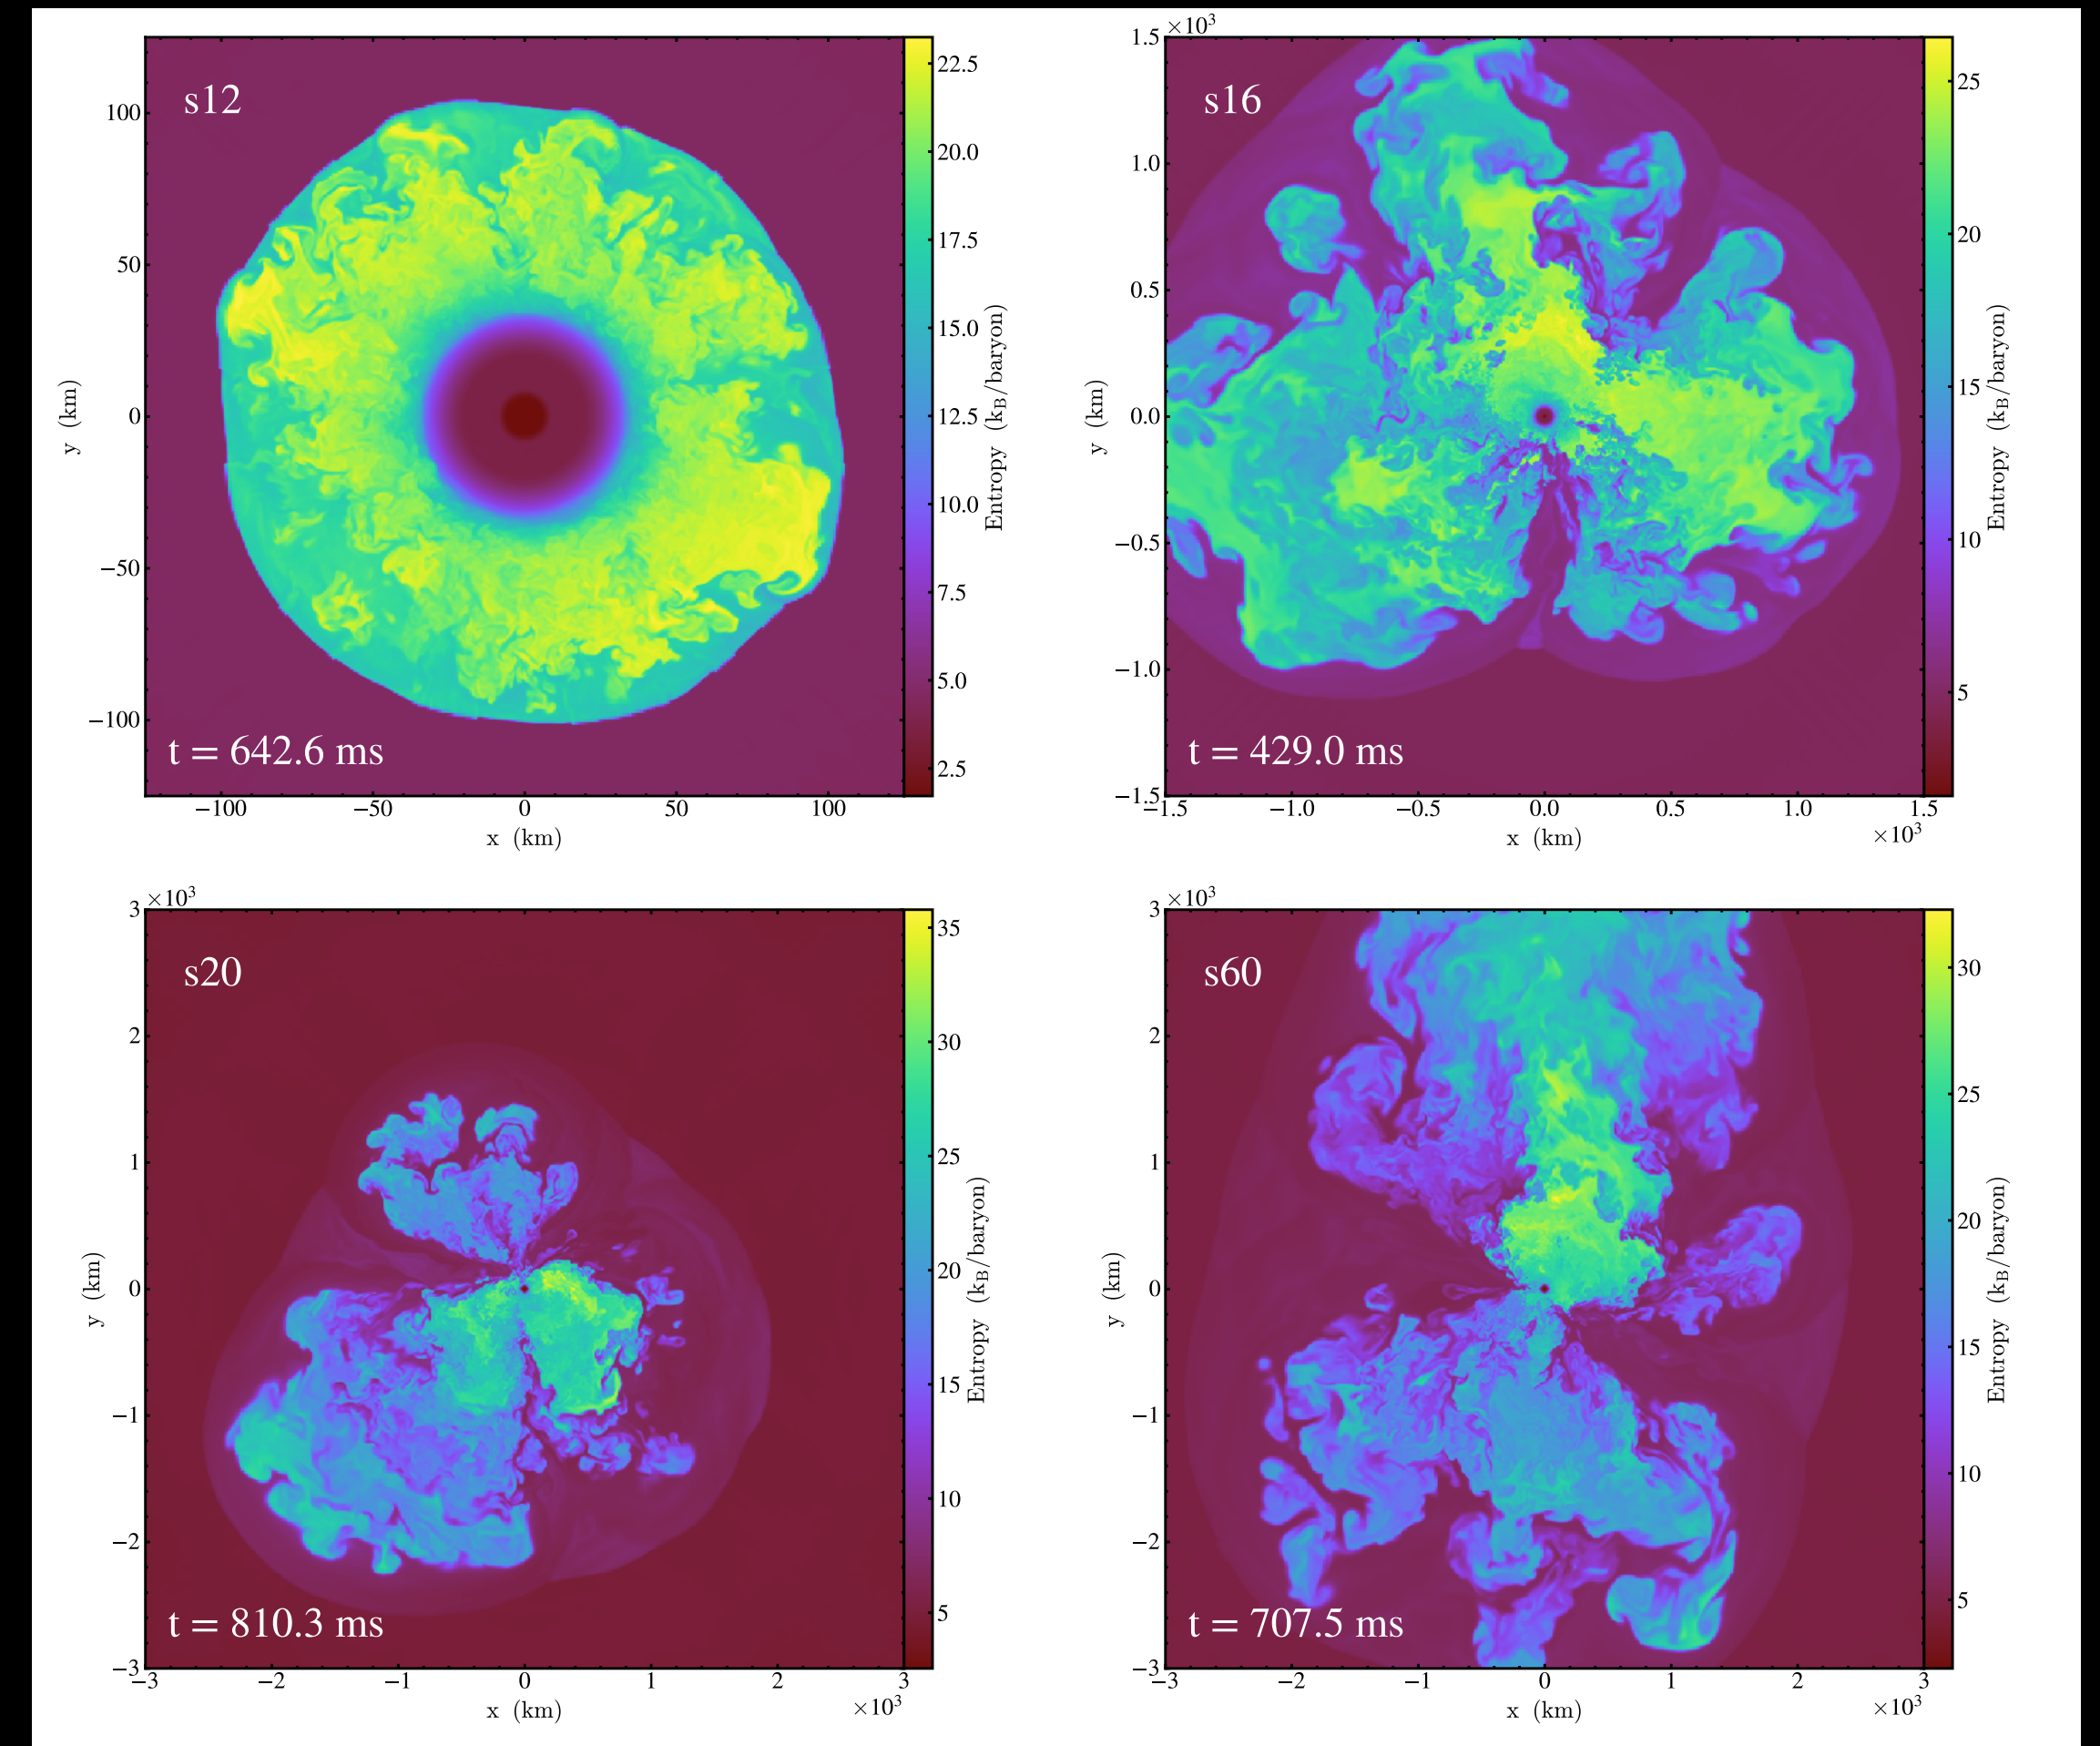 s12
t = 642.6 ms
100
50
0
−50
−100
y (km)
−100 −50 0 50 100
x (km)
22.5
20.0
17.5
15.0
12.5
10.0
7.5
5.0
2.5
Entropy (k_B/baryon)
×10³
s16
t = 429.0 ms
1.5
1.0
0.5
0.0
−0.5
−1.0
−1.5
y (km)
−1.5 −1.0 −0.5 0.0 0.5 1.0 1.5
x (km)
×10³
25
20
15
10
5
Entropy (k_B/baryon)
×10³
s20
t = 810.3 ms
3
2
1
0
−1
−2
−3
y (km)
−3 −2 −1 0 1 2 3
x (km)
×10³
35
30
25
20
15
10
5
Entropy (k_B/baryon)
×10³
s60
t = 707.5 ms
3
2
1
0
−1
−2
−3
y (km)
−3 −2 −1 0 1 2 3
x (km)
×10³
30
25
20
15
10
5
Entropy (k_B/baryon)